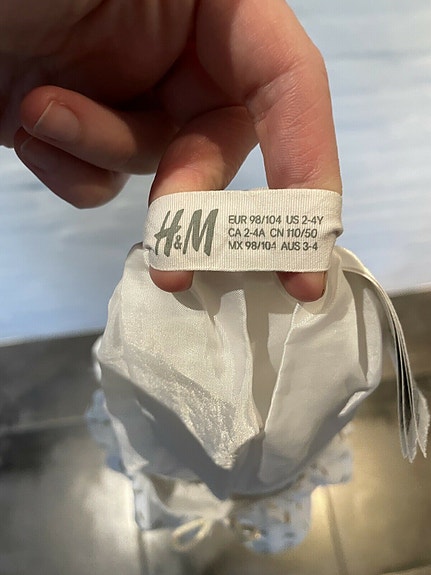 H&M
EUR 98/104 US 2-4Y
CA 2-4A CN 110/50
MX 98/104 AUS 3-4